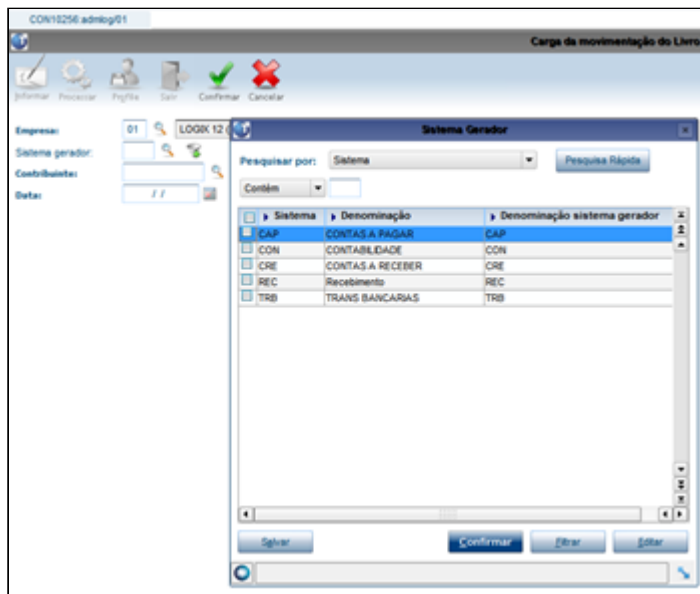 CON10256:admlog/01
Carga da movimentação do Livro
Informar Processar Profile Sair Confirmar Cancelar
Empresa: 01 LOGIX 12
Sistema gerador:
Contribuinte:
Data: / /
Sistema Gerador
Pesquisar por: Sistema Pesquisa Rápida
Contém
Sistema Denominação Denominação sistema gerador
CAP CONTAS A PAGAR CAP
CON CONTABILIDADE CON
CRE CONTAS A RECEBER CRE
REC Recebimento REC
TRB TRANS BANCARIAS TRB
Salvar Confirmar Filtrar Editar